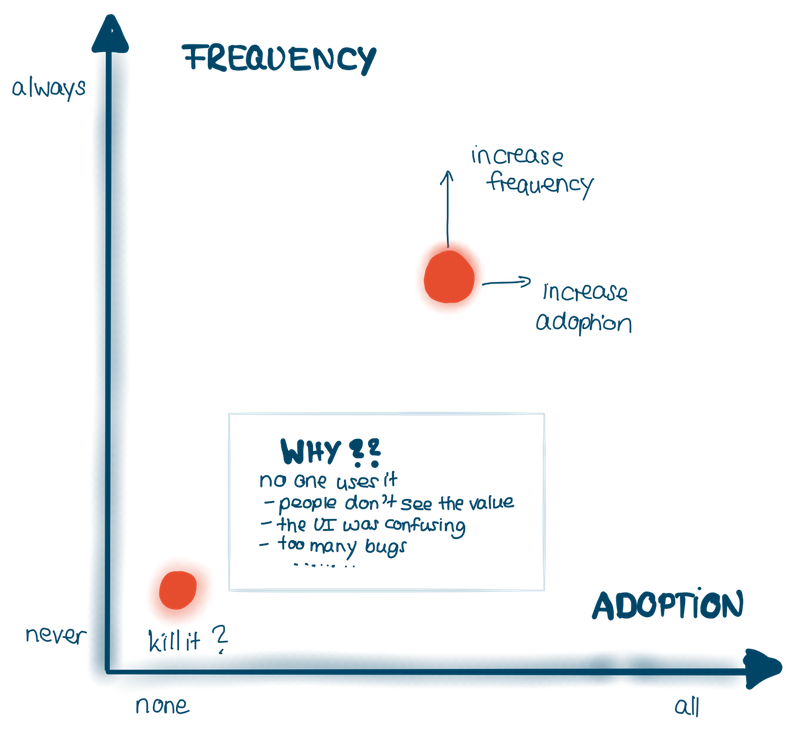 FREQUENCY
always
increase
frequency
increase
adoption
WHY ??
no one uses it
- people don't see the value
- the UI was confusing
- too many bugs
.......
ADOPTION
never
kill it ?
none
all